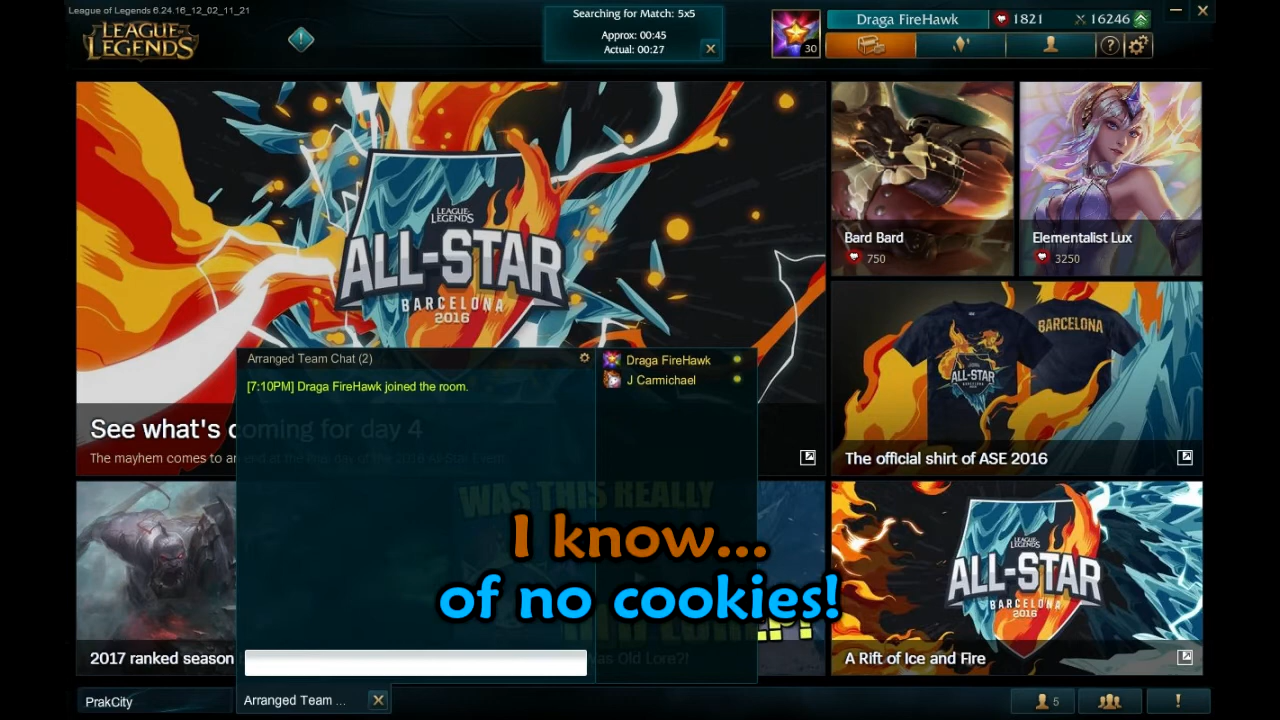 League of Legends 6.24.16_12_02_11_21
LEAGUE OF
LEGENDS
Searching for Match: 5x5
Approx: 00:45
Actual: 00:27
30
Draga FireHawk
1821
16246
?
LEAGUE OF
LEGENDS
ALL-STAR
BARCELONA
2016
Bard Bard
750
Elementalist Lux
3250
BARCELONA
ALL-STAR
Arranged Team Chat (2)
[7:10PM] Draga FireHawk joined the room.
Draga FireHawk
J Carmichael
See what's coming for day 4
The mayhem comes to an end at the final day of the 2016 All-Star Event
The official shirt of ASE 2016
WAS THIS REALLY
I know...
of no cookies!
LEAGUE OF
LEGENDS
ALL-STAR
BARCELONA
2016
2017 ranked season
Was Old Lore?!
A Rift of Ice and Fire
PrakCity
Arranged Team ...
5
!